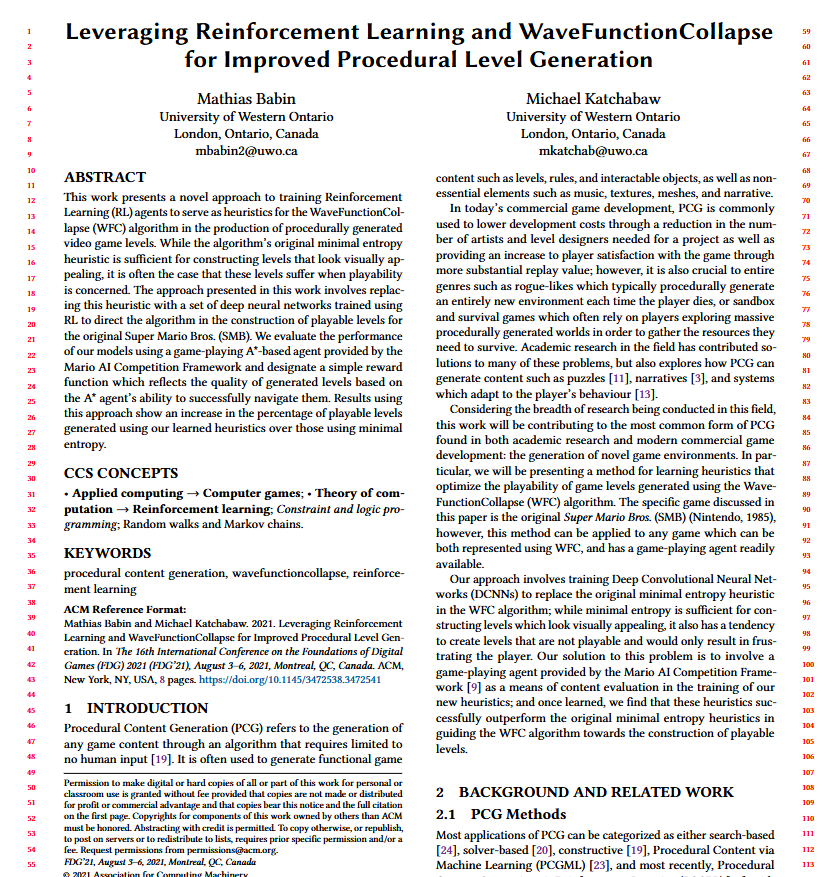 Leveraging Reinforcement Learning and WaveFunctionCollapse
for Improved Procedural Level Generation
Mathias Babin
University of Western Ontario
London, Ontario, Canada
mbabin2@uwo.ca
Michael Katchabaw
University of Western Ontario
London, Ontario, Canada
mkatchab@uwo.ca
1
2
3
4
5
6
7
8
9
10
11
12
13
14
15
16
17
18
19
20
21
22
23
24
25
26
27
28
29
30
31
32
33
34
35
36
37
38
39
40
41
42
43
44
45
46
47
48
49
50
51
52
53
54
55
ABSTRACT
This work presents a novel approach to training Reinforcement
Learning (RL) agents to serve as heuristics for the WaveFunctionCol-
lapse (WFC) algorithm in the production of procedurally generated
video game levels. While the algorithm's original minimal entropy
heuristic is sufficient for constructing levels that look visually ap-
pealing, it is often the case that these levels suffer when playability
is concerned. The approach presented in this work involves replac-
ing this heuristic with a set of deep neural networks trained using
RL to direct the algorithm in the construction of playable levels for
the original Super Mario Bros. (SMB). We evaluate the performance
of our models using a game-playing A*-based agent provided by the
Mario AI Competition Framework and designate a simple reward
function which reflects the quality of generated levels based on
the A* agent's ability to successfully navigate them. Results using
this approach show an increase in the percentage of playable levels
generated using our learned heuristics over those using minimal
entropy.
CCS CONCEPTS
• Applied computing → Computer games; • Theory of com-
putation → Reinforcement learning; Constraint and logic pro-
gramming; Random walks and Markov chains.
KEYWORDS
procedural content generation, wavefunctioncollapse, reinforce-
ment learning
ACM Reference Format:
Mathias Babin and Michael Katchabaw. 2021. Leveraging Reinforcement
Learning and WaveFunctionCollapse for Improved Procedural Level Gen-
eration. In The 16th International Conference on the Foundations of Digital
Games (FDG) 2021 (FDG'21), August 3–6, 2021, Montreal, QC, Canada. ACM,
New York, NY, USA, 8 pages. https://doi.org/10.1145/3472538.3472541
1 INTRODUCTION
Procedural Content Generation (PCG) refers to the generation of
any game content through an algorithm that requires limited to
no human input [19]. It is often used to generate functional game
Permission to make digital or hard copies of all or part of this work for personal or
classroom use is granted without fee provided that copies are not made or distributed
for profit or commercial advantage and that copies bear this notice and the full citation
on the first page. Copyrights for components of this work owned by others than ACM
must be honored. Abstracting with credit is permitted. To copy otherwise, or republish,
to post on servers or to redistribute to lists, requires prior specific permission and/or a
fee. Request permissions from permissions@acm.org.
FDG'21, August 3–6, 2021, Montreal, QC, Canada
© 2021 Association for Computing Machinery
content such as levels, rules, and interactable objects, as well as non-
essential elements such as music, textures, meshes, and narrative.
In today's commercial game development, PCG is commonly
used to lower development costs through a reduction in the num-
ber of artists and level designers needed for a project as well as
providing an increase to player satisfaction with the game through
more substantial replay value; however, it is also crucial to entire
genres such as rogue-likes which typically procedurally generate
an entirely new environment each time the player dies, or sandbox
and survival games which often rely on players exploring massive
procedurally generated worlds in order to gather the resources they
need to survive. Academic research in the field has contributed so-
lutions to many of these problems, but also explores how PCG can
generate content such as puzzles [11], narratives [3], and systems
which adapt to the player's behaviour [13].
Considering the breadth of research being conducted in this field,
this work will be contributing to the most common form of PCG
found in both academic research and modern commercial game
development: the generation of novel game environments. In par-
ticular, we will be presenting a method for learning heuristics that
optimize the playability of game levels generated using the Wave-
FunctionCollapse (WFC) algorithm. The specific game discussed in
this paper is the original Super Mario Bros. (SMB) (Nintendo, 1985),
however, this method can be applied to any game which can be
both represented using WFC, and has a game-playing agent readily
available.
Our approach involves training Deep Convolutional Neural Net-
works (DCNNs) to replace the original minimal entropy heuristic
in the WFC algorithm; while minimal entropy is sufficient for con-
structing levels which look visually appealing, it also has a tendency
to create levels that are not playable and would only result in frus-
trating the player. Our solution to this problem is to involve a
game-playing agent provided by the Mario AI Competition Frame-
work [9] as a means of content evaluation in the training of our
new heuristics; and once learned, we find that these heuristics suc-
cessfully outperform the original minimal entropy heuristics in
guiding the WFC algorithm towards the construction of playable
levels.
2 BACKGROUND AND RELATED WORK
2.1 PCG Methods
Most applications of PCG can be categorized as either search-based
[24], solver-based [20], constructive [19], Procedural Content via
Machine Learning (PCGML) [23], and most recently, Procedural
59
60
61
62
63
64
65
66
67
68
69
70
71
72
73
74
75
76
77
78
79
80
81
82
83
84
85
86
87
88
89
90
91
92
93
94
95
96
97
98
99
100
101
102
103
104
105
106
107
108
109
110
111
112
113